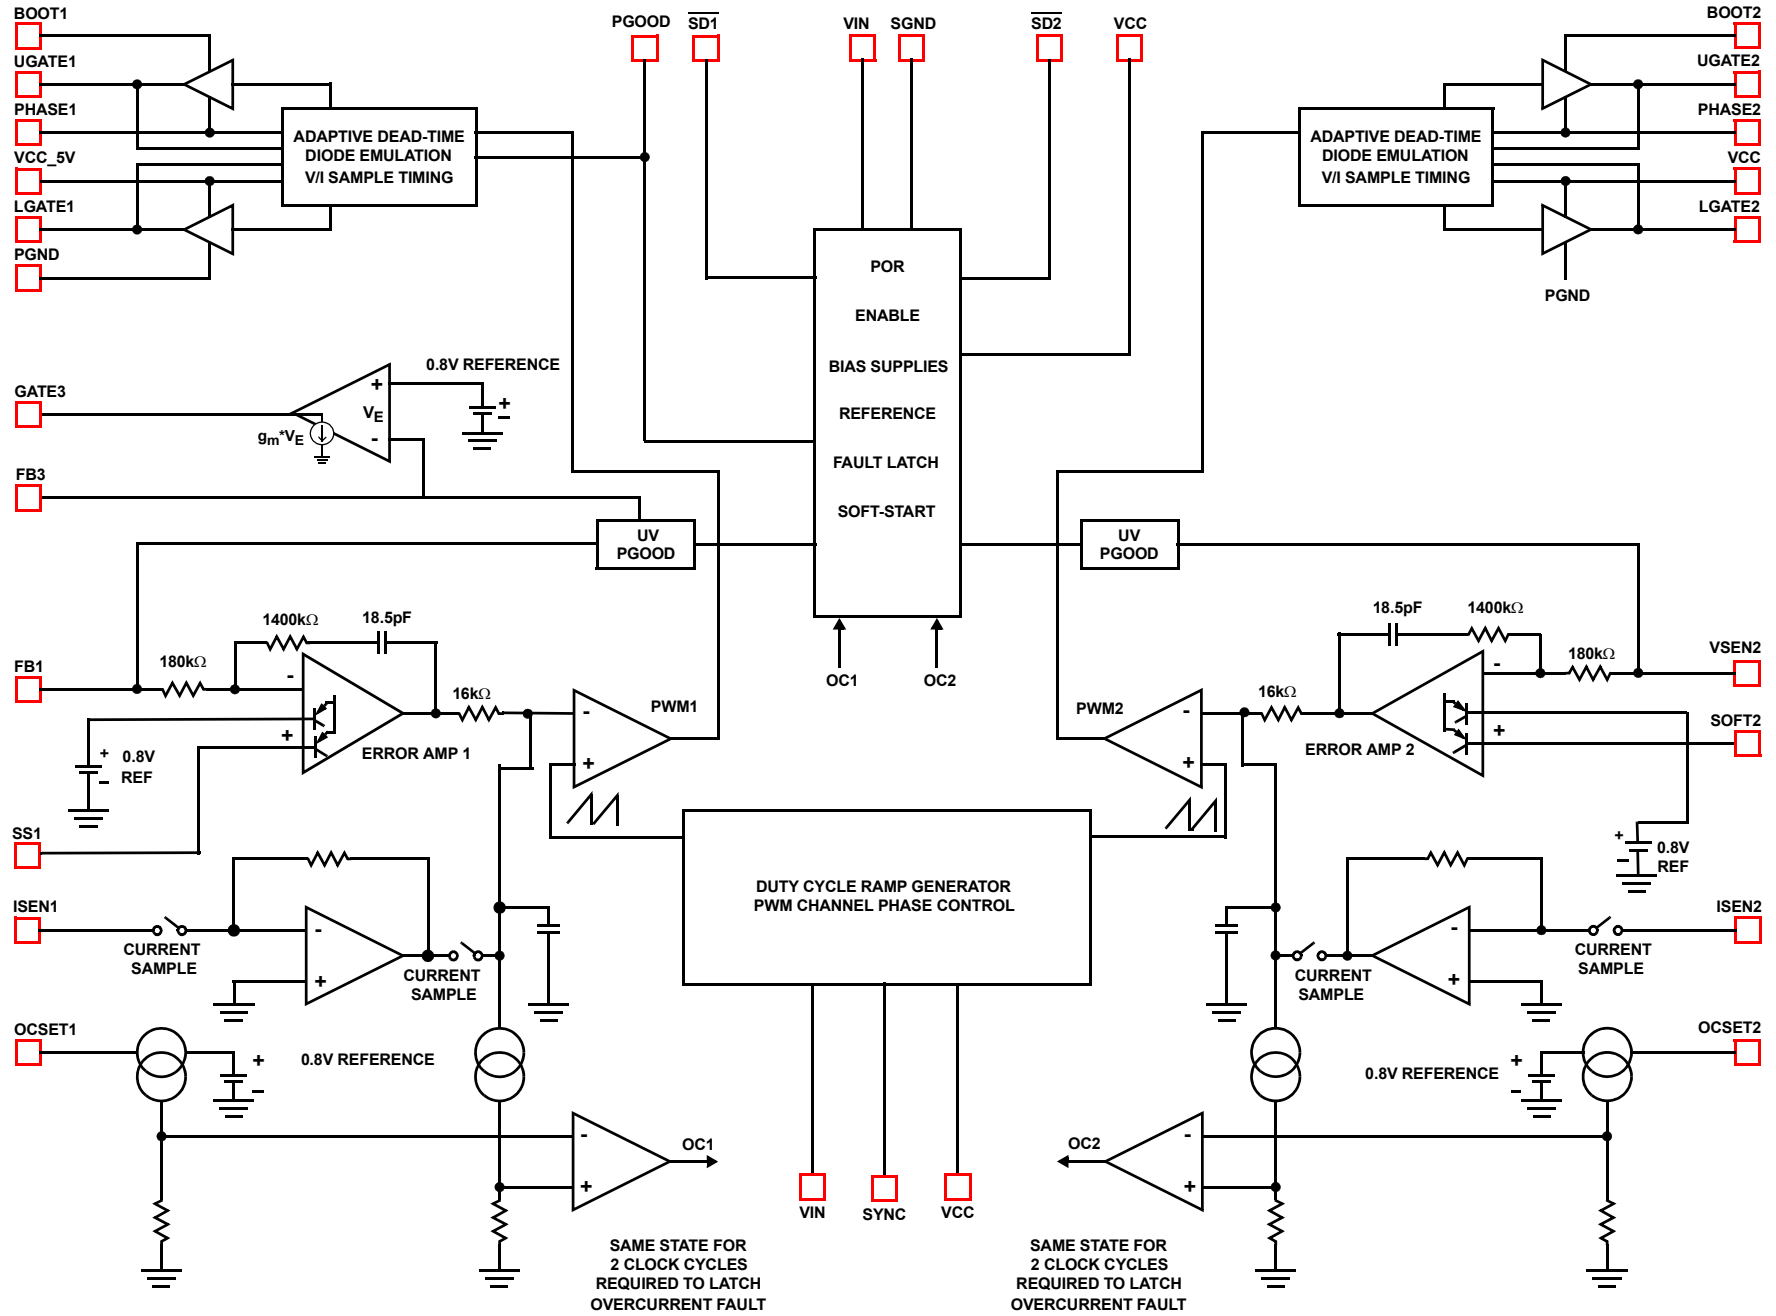 BOOT1
UGATE1
PHASE1
VCC_5V
LGATE1
PGND
ADAPTIVE DEAD-TIME
DIODE EMULATION
V/I SAMPLE TIMING
PGOOD
SD1
VIN
SGND
SD2
VCC
BOOT2
UGATE2
PHASE2
VCC
LGATE2
ADAPTIVE DEAD-TIME
DIODE EMULATION
V/I SAMPLE TIMING
PGND
POR
ENABLE
BIAS SUPPLIES
REFERENCE
FAULT LATCH
SOFT-START
OC1
OC2
GATE3
FB3
0.8V REFERENCE
+
VE
-
gm*VE
+
-
UV
PGOOD
UV
PGOOD
FB1
180kΩ
1400kΩ
18.5pF
-
+
ERROR AMP 1
+
-
0.8V
REF
16kΩ
-
+
PWM1
SS1
18.5pF
1400kΩ
180kΩ
VSEN2
SOFT2
-
+
ERROR AMP 2
16kΩ
-
+
PWM2
+
-
0.8V
REF
DUTY CYCLE RAMP GENERATOR
PWM CHANNEL PHASE CONTROL
VIN
SYNC
VCC
ISEN1
CURRENT
SAMPLE
-
+
CURRENT
SAMPLE
ISEN2
CURRENT
SAMPLE
-
+
CURRENT
SAMPLE
OCSET1
+
-
0.8V REFERENCE
-
+
OC1
OCSET2
+
-
0.8V REFERENCE
-
+
OC2
SAME STATE FOR
2 CLOCK CYCLES
REQUIRED TO LATCH
OVERCURRENT FAULT
SAME STATE FOR
2 CLOCK CYCLES
REQUIRED TO LATCH
OVERCURRENT FAULT